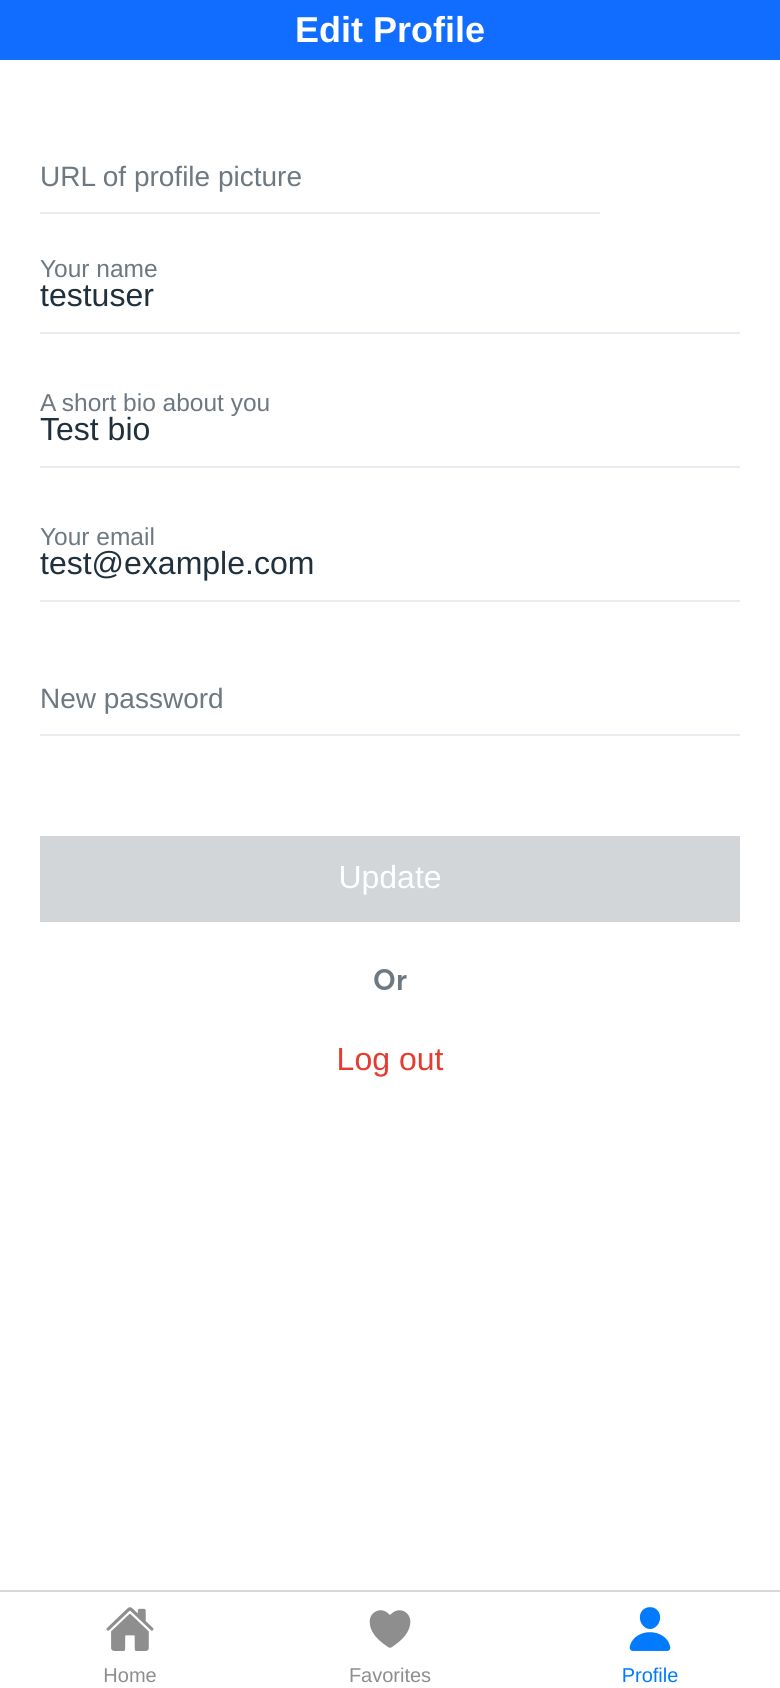 Edit Profile
URL of profile picture
Your name
testuser
A short bio about you
Test bio
Your email
test@example.com
New password
Update
Or
Log out
Home
Favorites
Profile